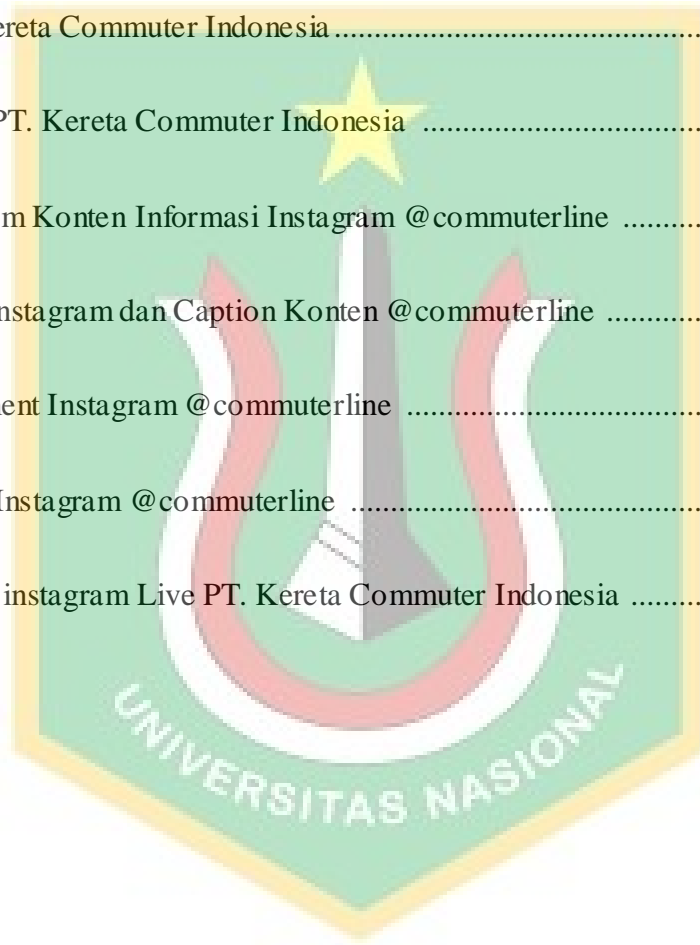 ereta Commuter Indonesia....................................................
PT. Kereta Commuter Indonesia ........................................
m Konten Informasi Instagram @commuterline ..........
nstagram dan Caption Konten @commuterline ............
ent Instagram @commuterline ..........................................
Instagram @commuterline .................................................
instagram Live PT. Kereta Commuter Indonesia .........
UNIVERSITAS NASIONAL